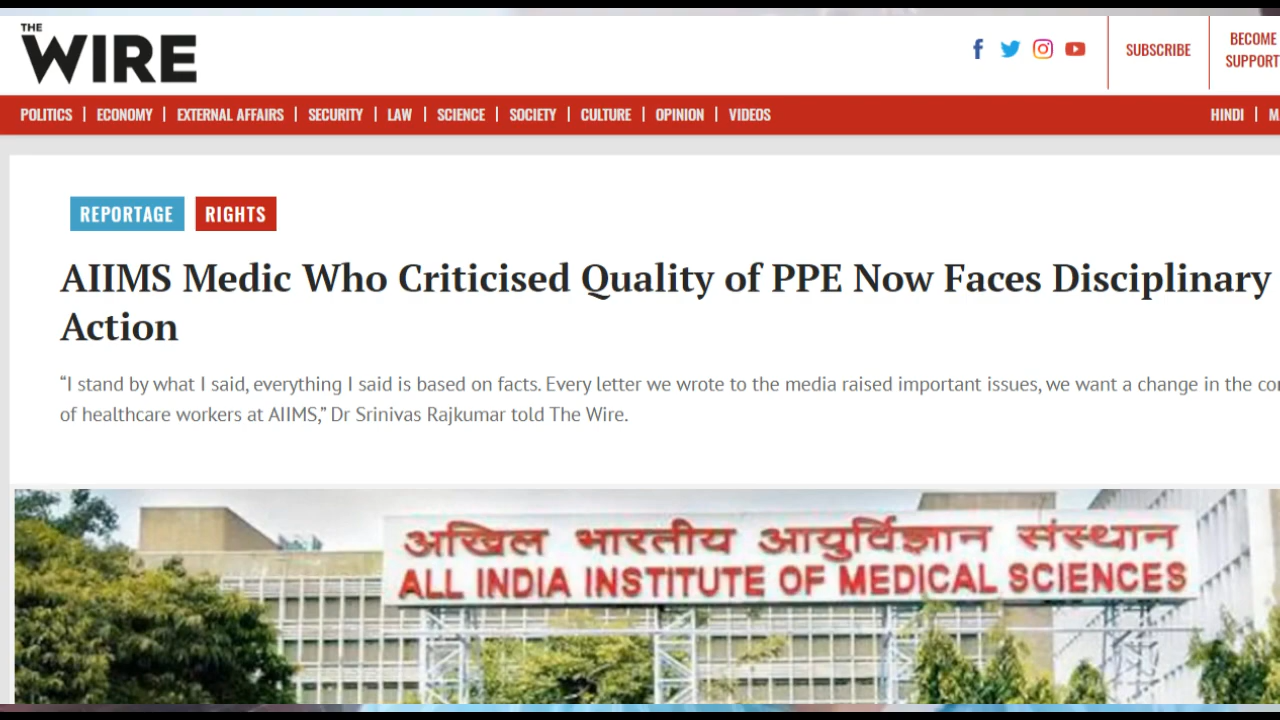 THE
WIRE
SUBSCRIBE
BECOME
SUPPORT
POLITICS | ECONOMY | EXTERNAL AFFAIRS | SECURITY | LAW | SCIENCE | SOCIETY | CULTURE | OPINION | VIDEOS
HINDI |
REPORTAGE RIGHTS
AIIMS Medic Who Criticised Quality of PPE Now Faces Disciplinary
Action
“I stand by what I said, everything I said is based on facts. Every letter we wrote to the media raised important issues, we want a change in the
of healthcare workers at AIIMS,” Dr Srinivas Rajkumar told The Wire.
अखिल भारतीय आयुर्विज्ञान संस्थान
ALL INDIA INSTITUTE OF MEDICAL SCIENCES